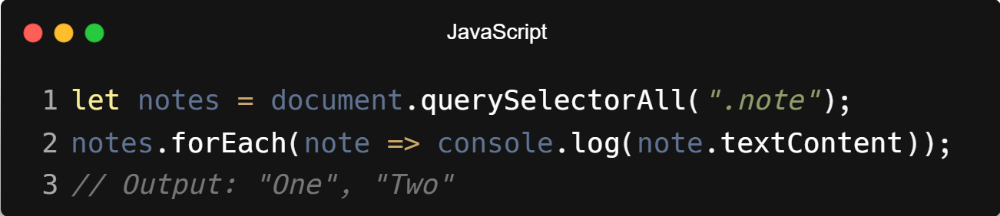 JavaScript
1 let notes = document.querySelectorAll(".note");
2 notes.forEach(note => console.log(note.textContent));
3 // Output: "One", "Two"